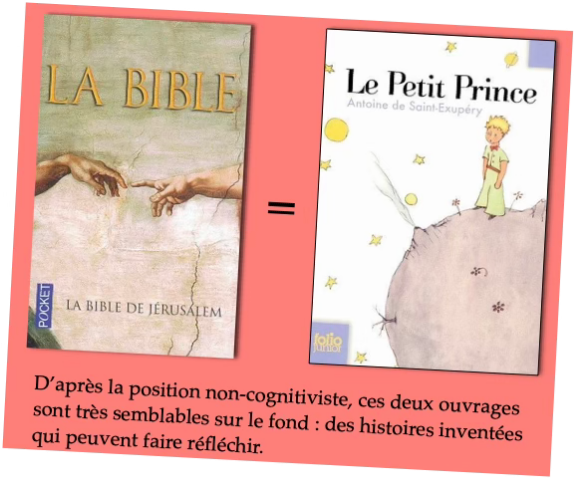 LA BIBLE
POCKET
LA BIBLE DE JÉRUSALEM
=
Le Petit Prince
Antoine de Saint-Exupéry
folio
junior
D'après la position non-cognitiviste, ces deux ouvrages
sont très semblables sur le fond : des histoires inventées
qui peuvent faire réfléchir.